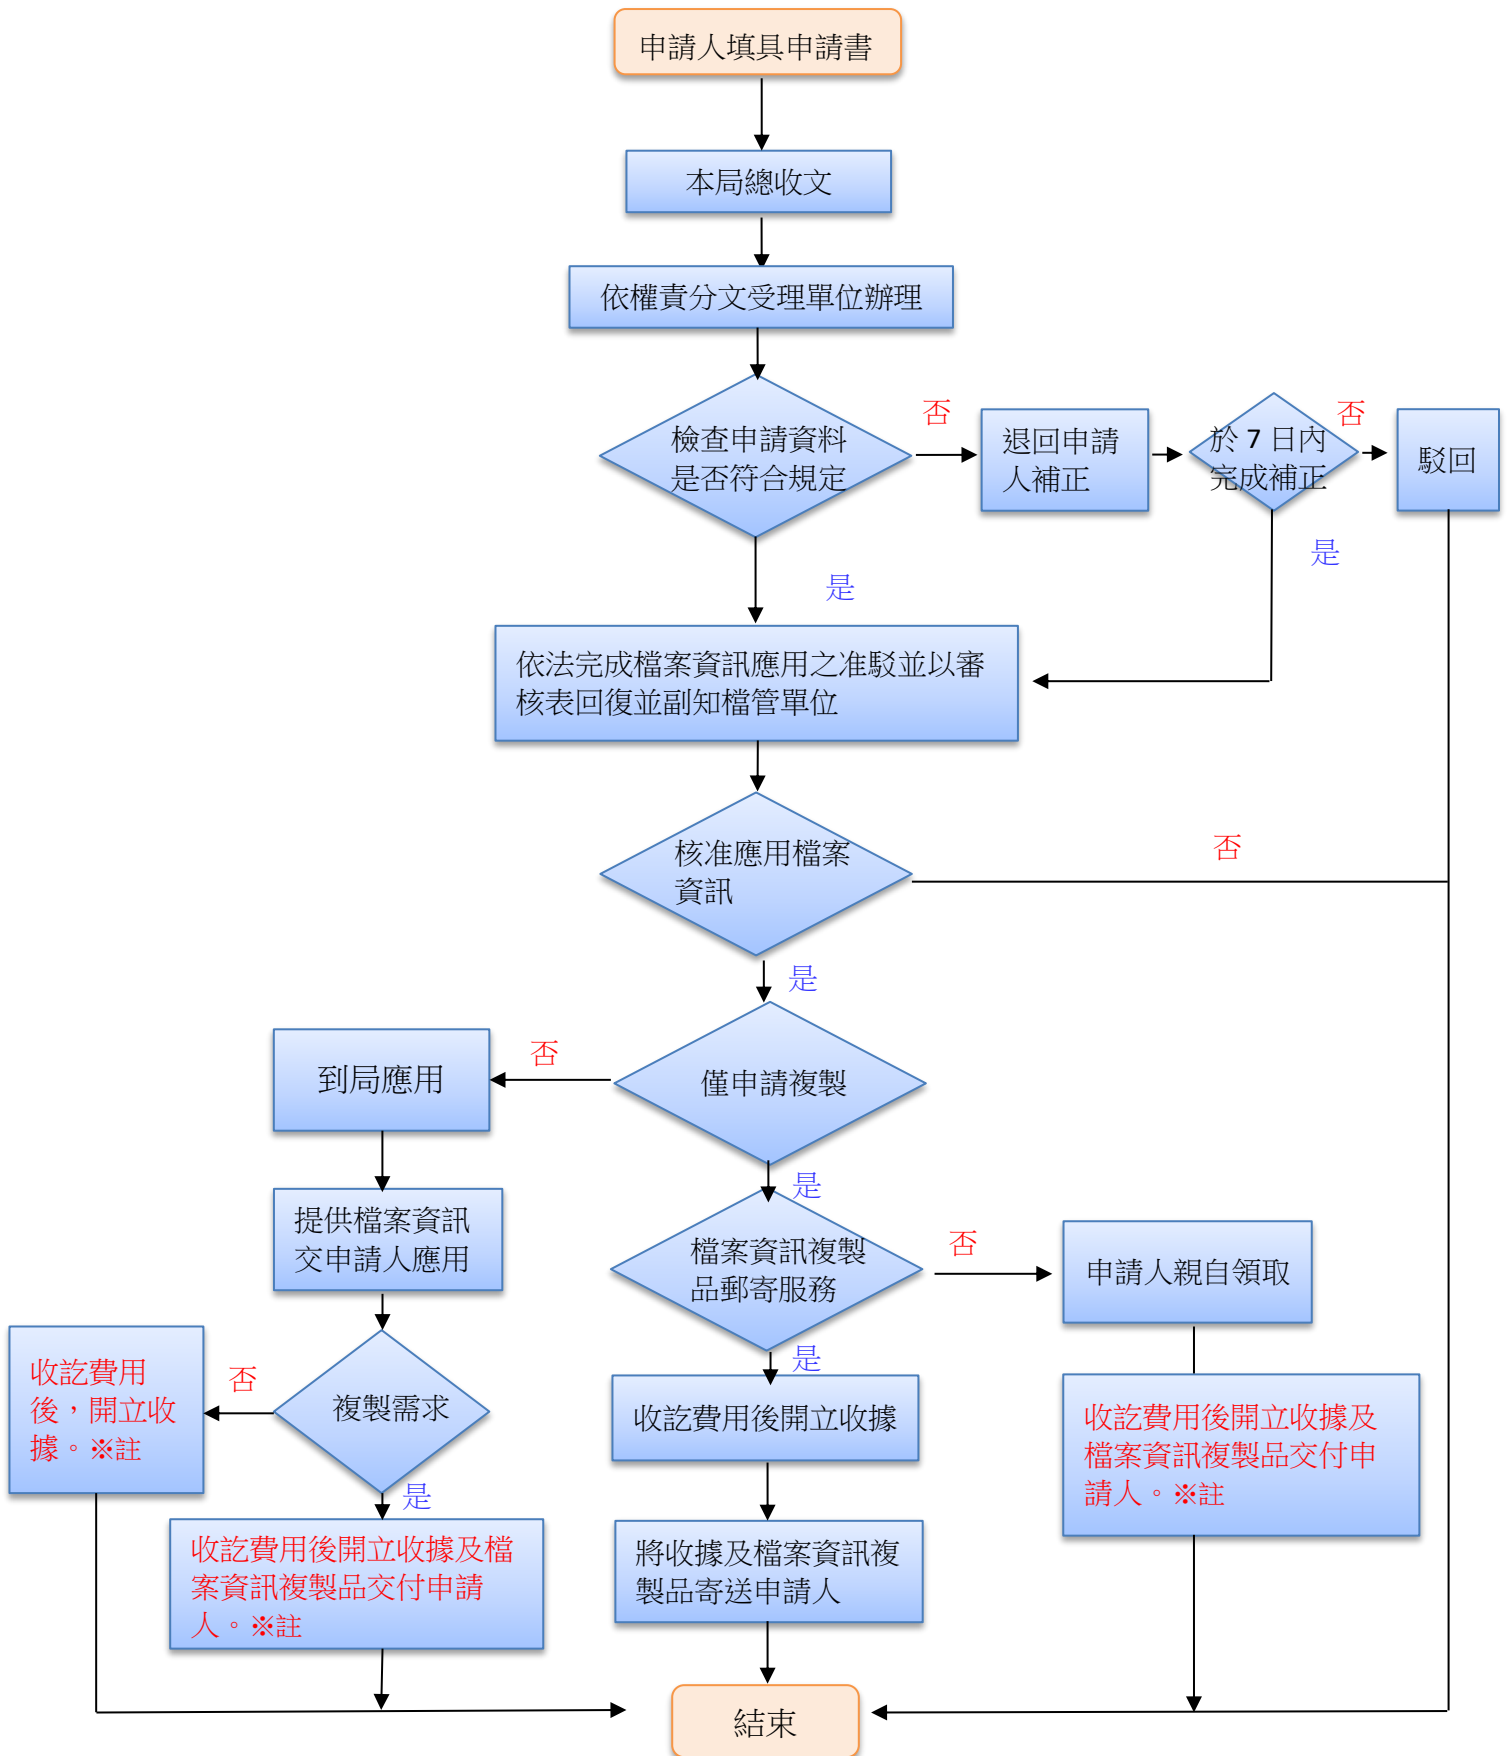 申請人填具申請書
本局總收文
依權責分文受理單位辦理
檢查申請資料
是否符合規定
否
退回申請
人補正
於 7 日內
完成補正
否
駁回
是
是
依法完成檔案資訊應用之准駁並以審
核表回復並副知檔管單位
核准應用檔案
資訊
否
是
僅申請複製
否
到局應用
是
提供檔案資訊
交申請人應用
檔案資訊複製
品郵寄服務
否
申請人親自領取
是
複製需求
否
收訖費用
後，開立收
據。※註
收訖費用後開立收據
收訖費用後開立收據及
檔案資訊複製品交付申
請人。※註
是
收訖費用後開立收據及檔
案資訊複製品交付申請
人。※註
將收據及檔案資訊複
製品寄送申請人
結束